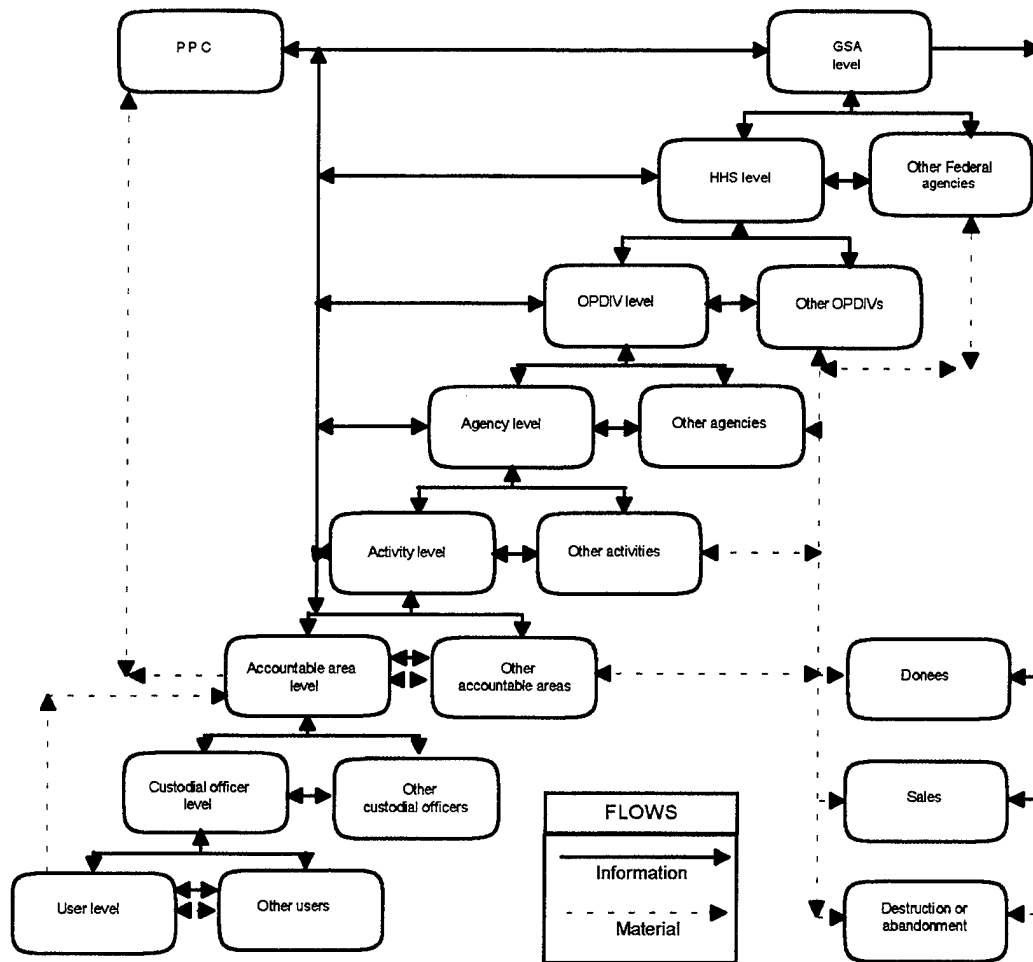 P P C
GSA
level
HHS level
Other Federal
agencies
OPDIV level
Other OPDIVs
Agency level
Other agencies
Activity level
Other activities
Accountable area
level
Other
accountable areas
Donees
Custodial officer
level
Other
custodial officers
Sales
FLOWS
Information
Material
User level
Other users
Destruction or
abandonment